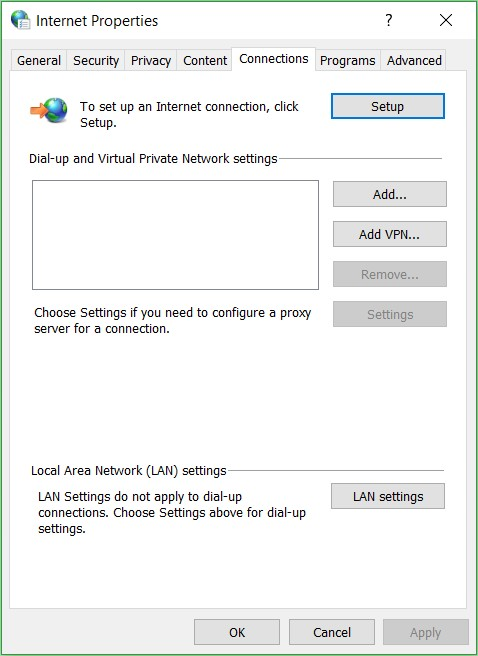 Internet Properties
?
General Security Privacy Content Connections Programs Advanced
To set up an Internet connection, click
Setup.
Setup
Dial-up and Virtual Private Network settings
Add...
Add VPN...
Remove...
Choose Settings if you need to configure a proxy
server for a connection.
Settings
Local Area Network (LAN) settings
LAN Settings do not apply to dial-up
connections. Choose Settings above for dial-up
settings.
LAN settings
OK Cancel Apply